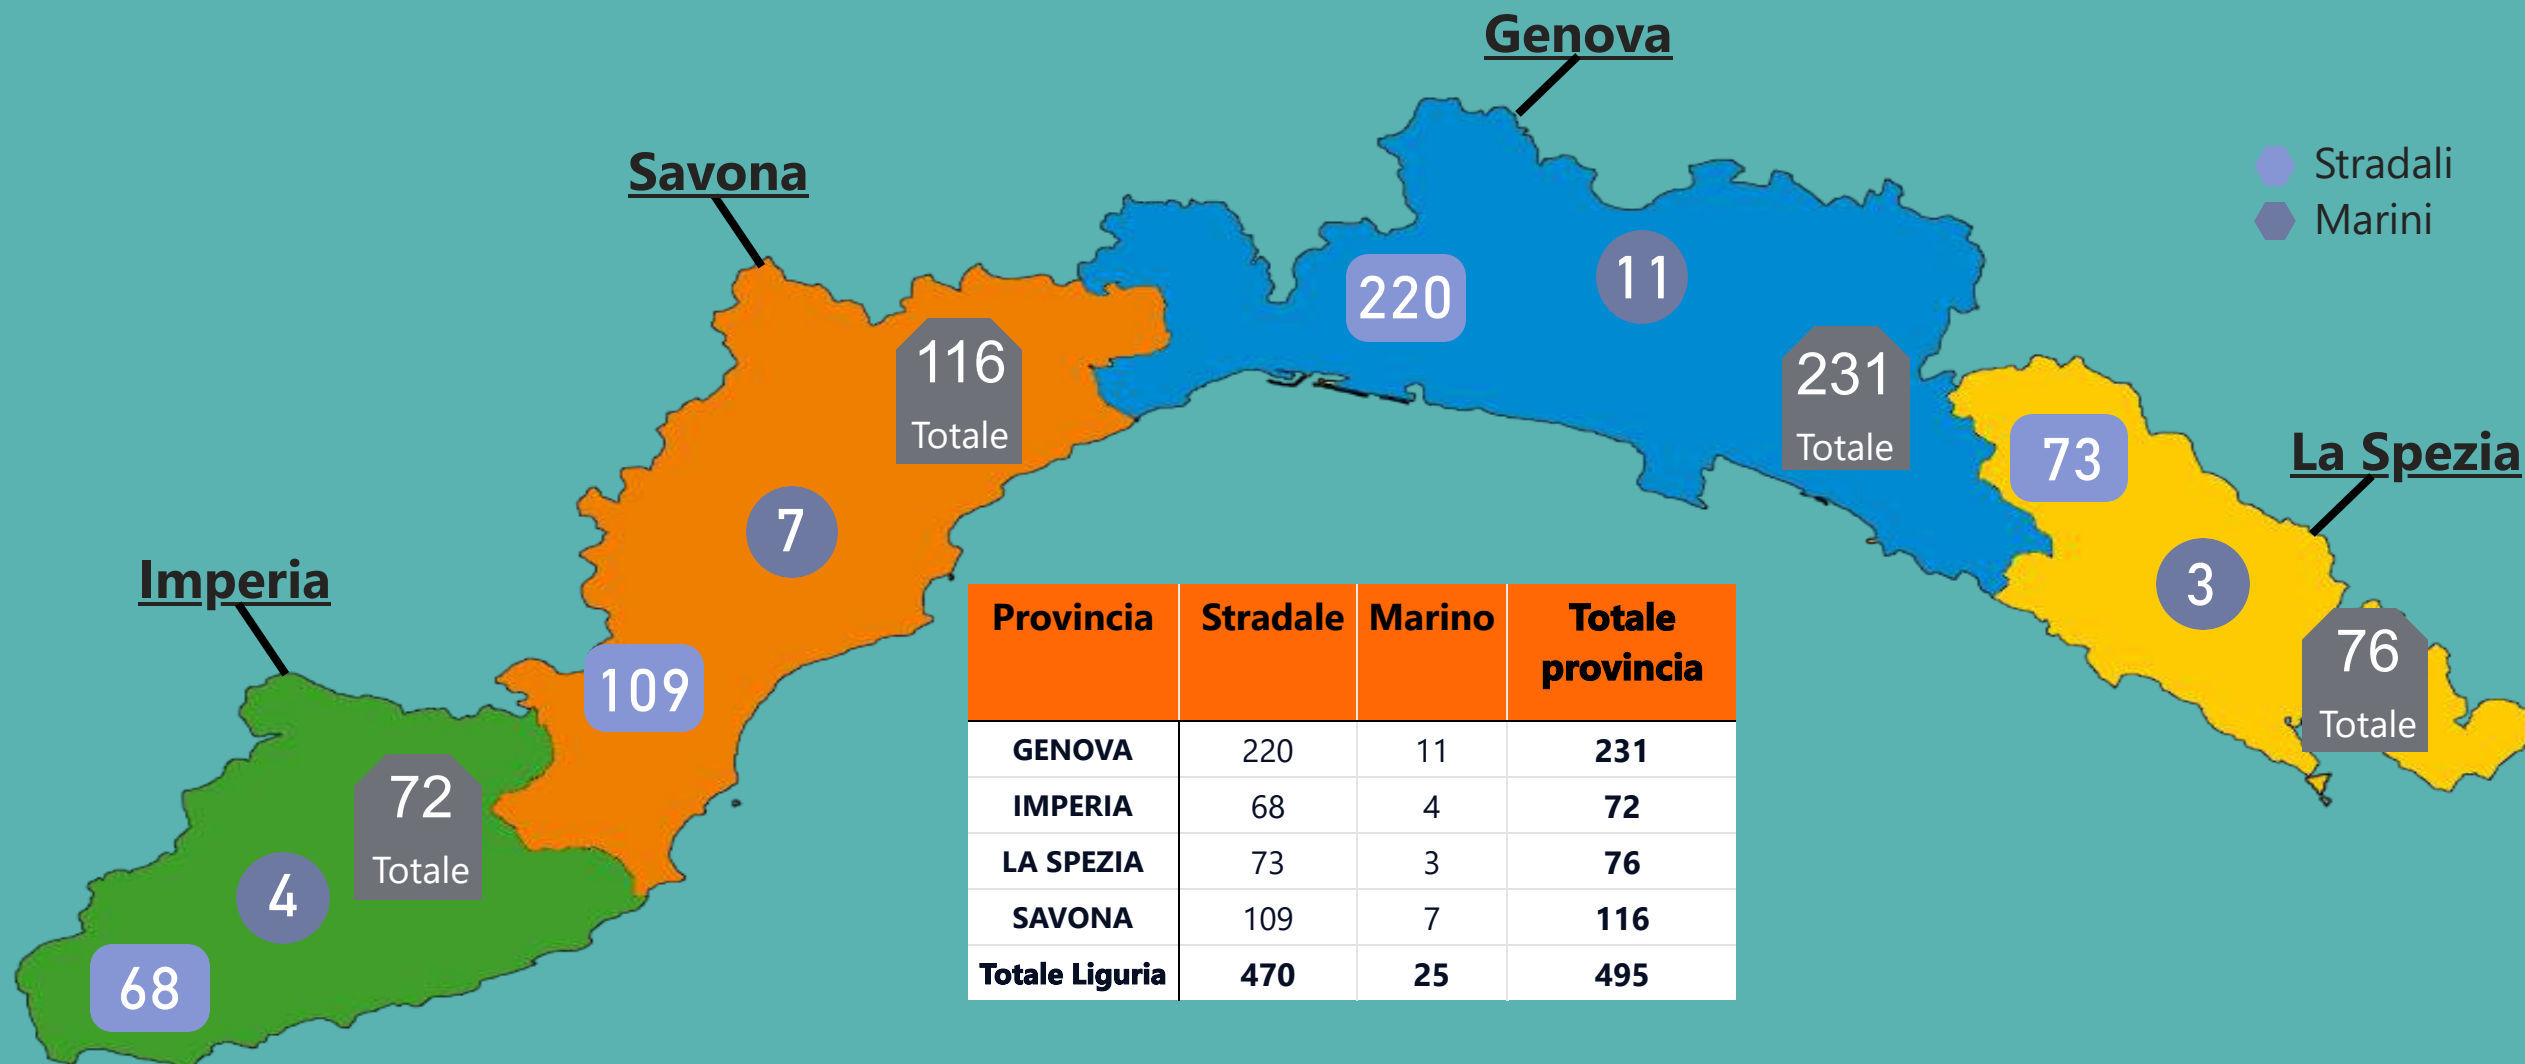 Genova
Savona
Stradali
Marini
220
11
116
Totale
231
Totale
73
La Spezia
7
3
Imperia
109
76
Totale
72
Totale
4
68
Provincia Stradale Marino Totale
provincia
GENOVA 220 11 231
IMPERIA 68 4 72
LA SPEZIA 73 3 76
SAVONA 109 7 116
Totale Liguria 470 25 495